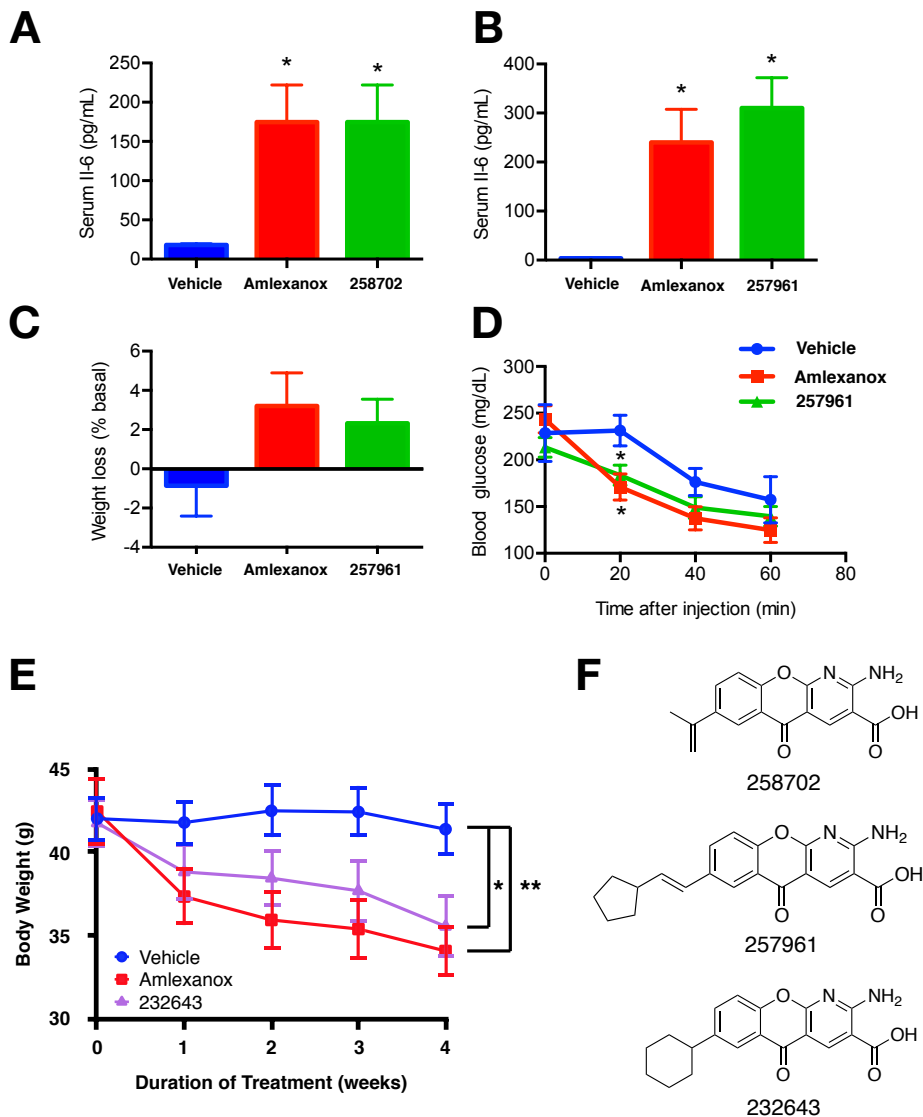 A
Serum Il-6 (pg/mL)
250
200
150
100
50
0
*
*
Vehicle
Amlexanox
258702
B
Serum Il-6 (pg/mL)
400
300
200
100
0
*
*
Vehicle
Amlexanox
257961
C
Weight loss (% basal)
6
4
2
0
-2
-4
Vehicle
Amlexanox
257961
D
Blood glucose (mg/dL)
300
250
200
150
100
Vehicle
Amlexanox
257961
*
*
0
20
40
60
80
Time after injection (min)
E
Body Weight (g)
45
40
35
30
* **
Vehicle
Amlexanox
232643
0
1
2
3
4
Duration of Treatment (weeks)
F
O
N
NH2
OH
O
O
258702
O
N
NH2
OH
O
O
257961
O
N
NH2
OH
O
O
232643